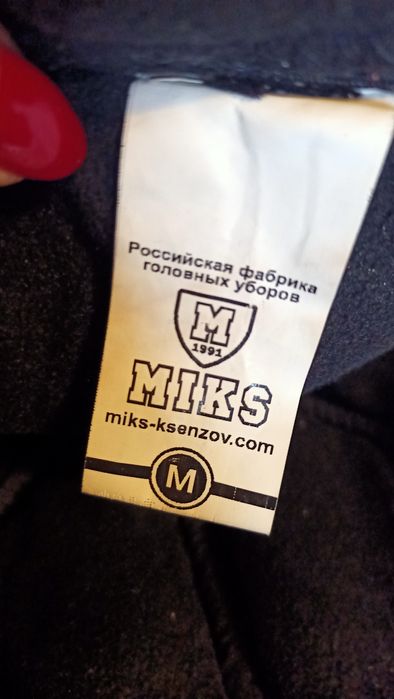 Российская фабрика
головных уборов
M
1991
MIKS
miks-ksenzov.com
M